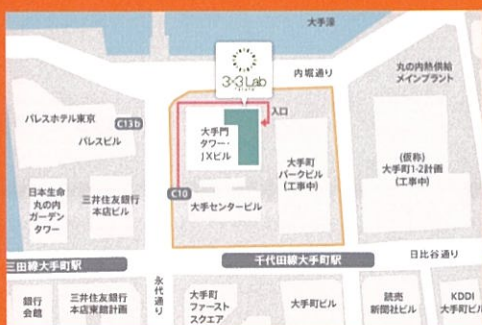 大手濠
内堀通り
3×3 Lab
FUTURE
丸の内熱供給
メインプラント
パレスホテル東京
C13b
パレスビル
入口
大手門
タワー・
JXビル
大手町
パークビル
(工事中)
(仮称)
大手町1-2計画
(工事中)
日本生命
丸の内
ガーデン
タワー
三井住友銀行
本店ビル
C10
大手センタービル
日比谷通り
三田線大手町駅
千代田線大手町駅
銀行
会館
三井住友銀行
本店東館計画
永代通り
大手町
ファースト
スクエア
大手町ビル
読売
新聞社ビル
KDDI
大手町ビル